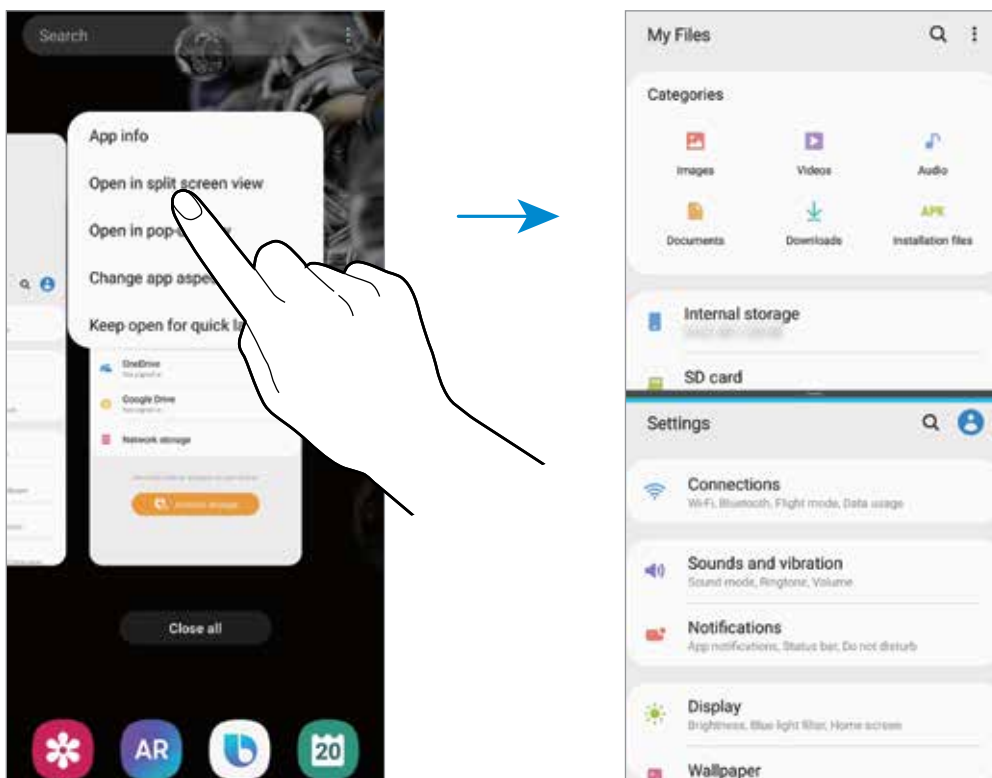 Search
App info
Open in split screen view
Open in pop-
Change app aspec
Keep open for quick la
OneDrive
Google Drive
Network storage
Close all
AR
20
My Files
Categories
Images Videos Audio
APK
Documents Downloads Installation files
Internal storage
SD card
Settings
Connections
Wi-Fi, Bluetooth, Flight mode, Data usage
Sounds and vibration
Sound mode, Ringtone, Volume
Notifications
App notifications, Status bar, Do not disturb
Display
Brightness, Blue light filter, Home screen
Wallpaper